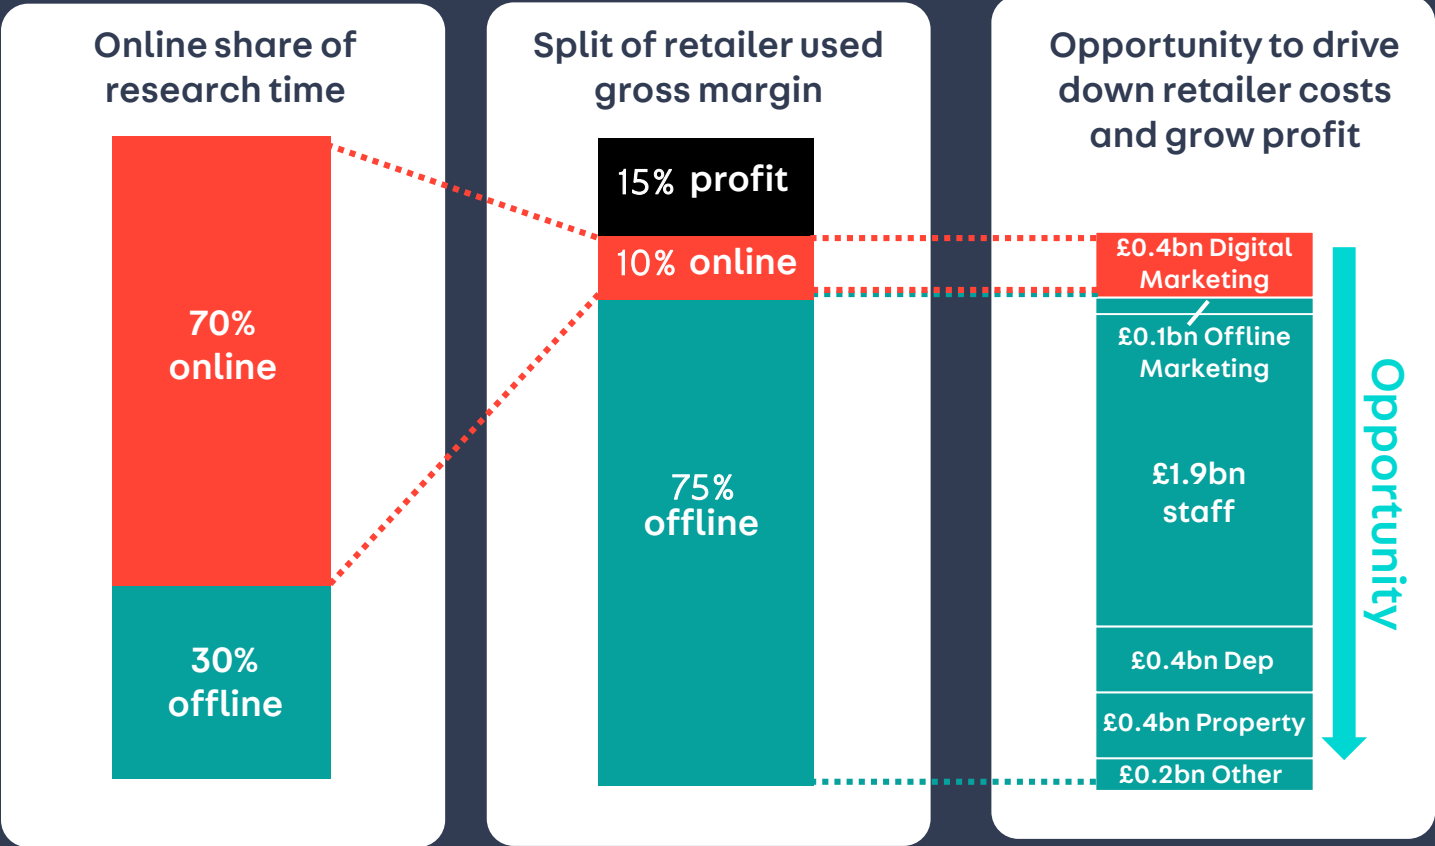 Online share of
research time
70%
online
30%
offline
Split of retailer used
gross margin
15% profit
10% online
75%
offline
Opportunity to drive
down retailer costs
and grow profit
£0.4bn Digital
Marketing
£0.1bn Offline
Marketing
£1.9bn
staff
£0.4bn Dep
£0.4bn Property
£0.2bn Other
Opportunity